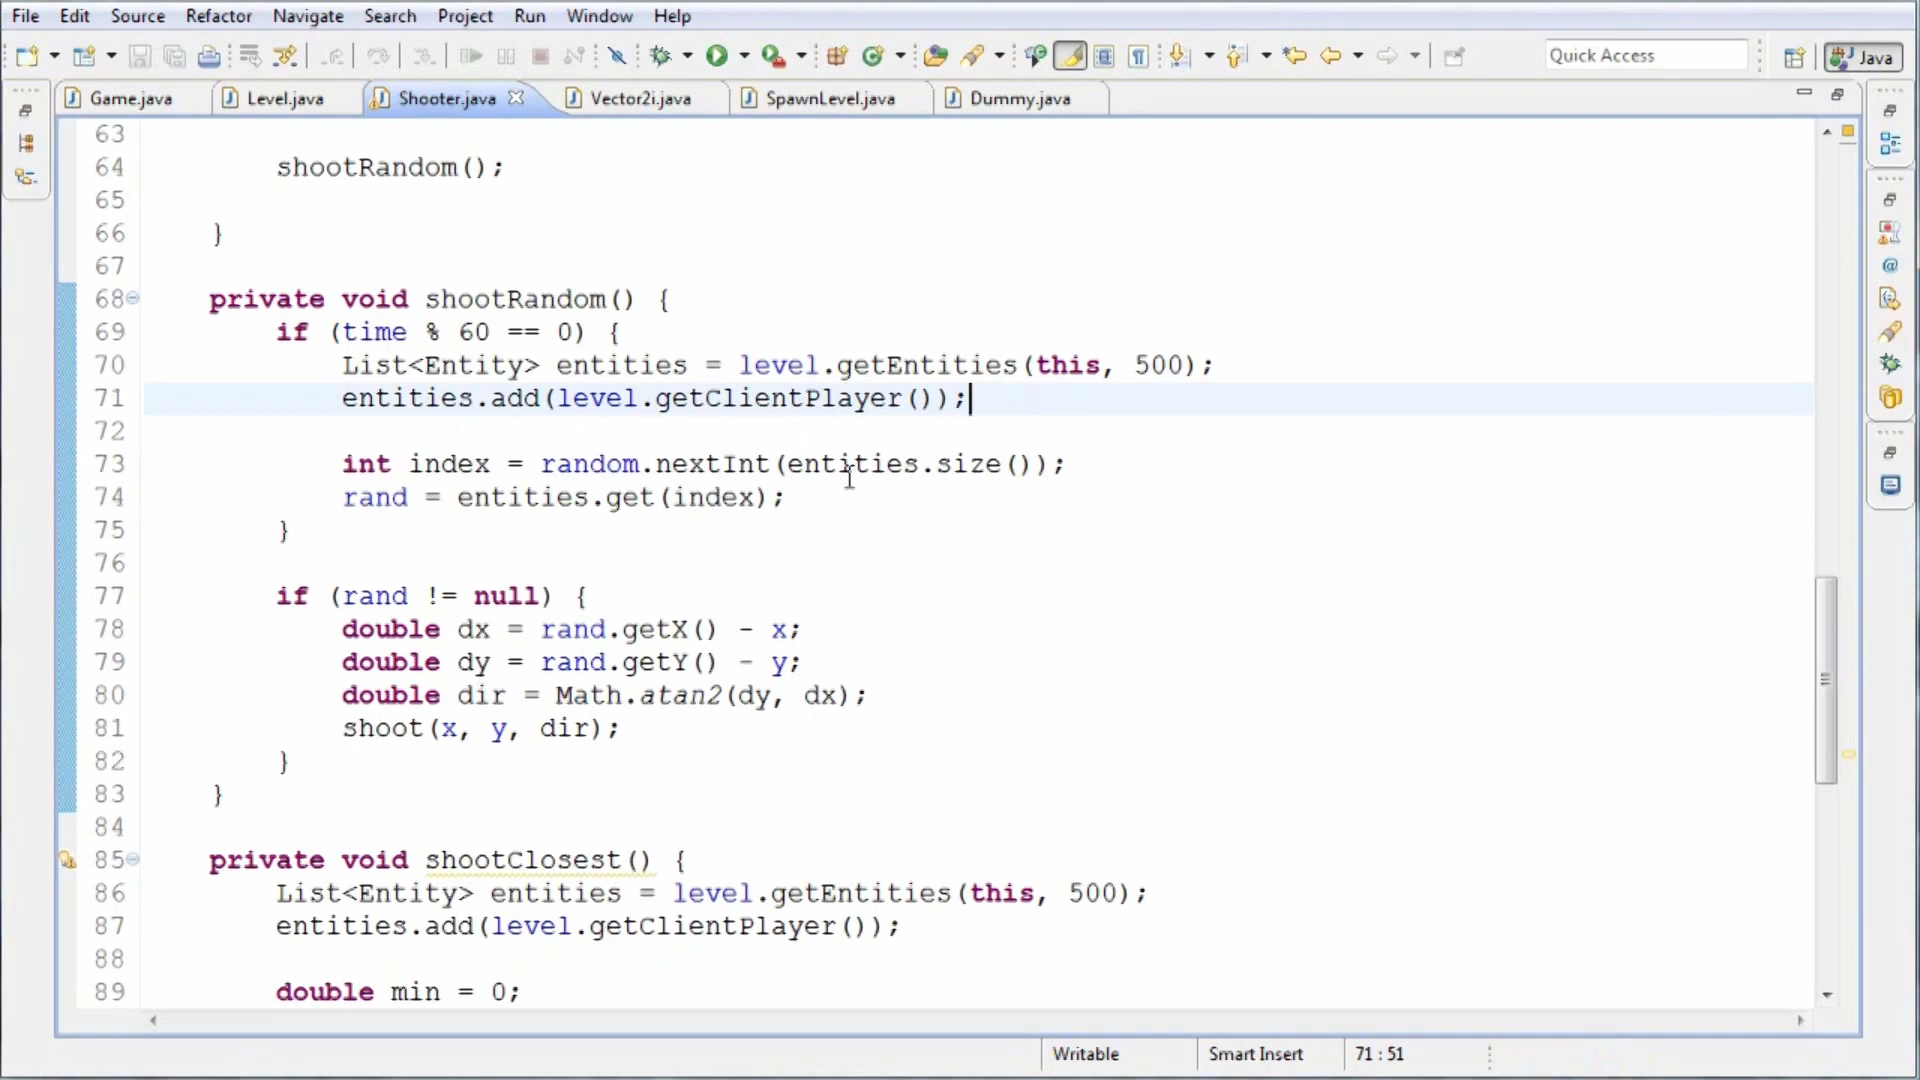 File Edit Source Refactor Navigate Search Project Run Window Help
Quick Access Java
Game.java Level.java Shooter.java Vector2i.java SpawnLevel.java Dummy.java
63
64 shootRandom();
65
66 }
67
68 private void shootRandom() {
69 if (time % 60 == 0) {
70 List<Entity> entities = level.getEntities(this, 500);
71 entities.add(level.getClientPlayer());
72
73 int index = random.nextInt(entities.size());
74 rand = entities.get(index);
75 }
76
77 if (rand != null) {
78 double dx = rand.getX() - x;
79 double dy = rand.getY() - y;
80 double dir = Math.atan2(dy, dx);
81 shoot(x, y, dir);
82 }
83 }
84
85 private void shootClosest() {
86 List<Entity> entities = level.getEntities(this, 500);
87 entities.add(level.getClientPlayer());
88
89 double min = 0;
Writable Smart Insert 71 : 51